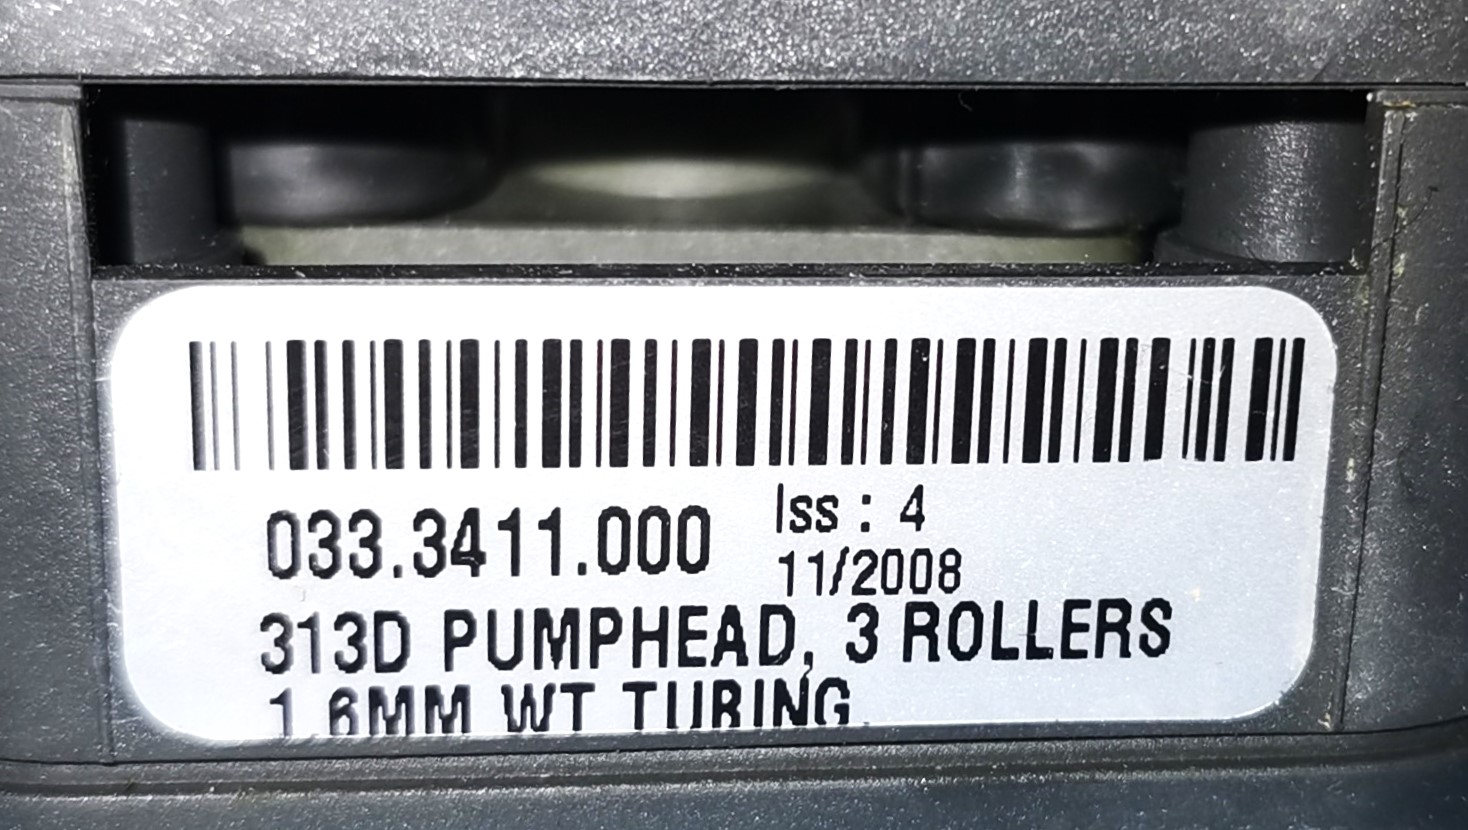 033.3411.000
Iss : 4
11/2008
313D PUMPHEAD, 3 ROLLERS
1.6MM WT TUBING.